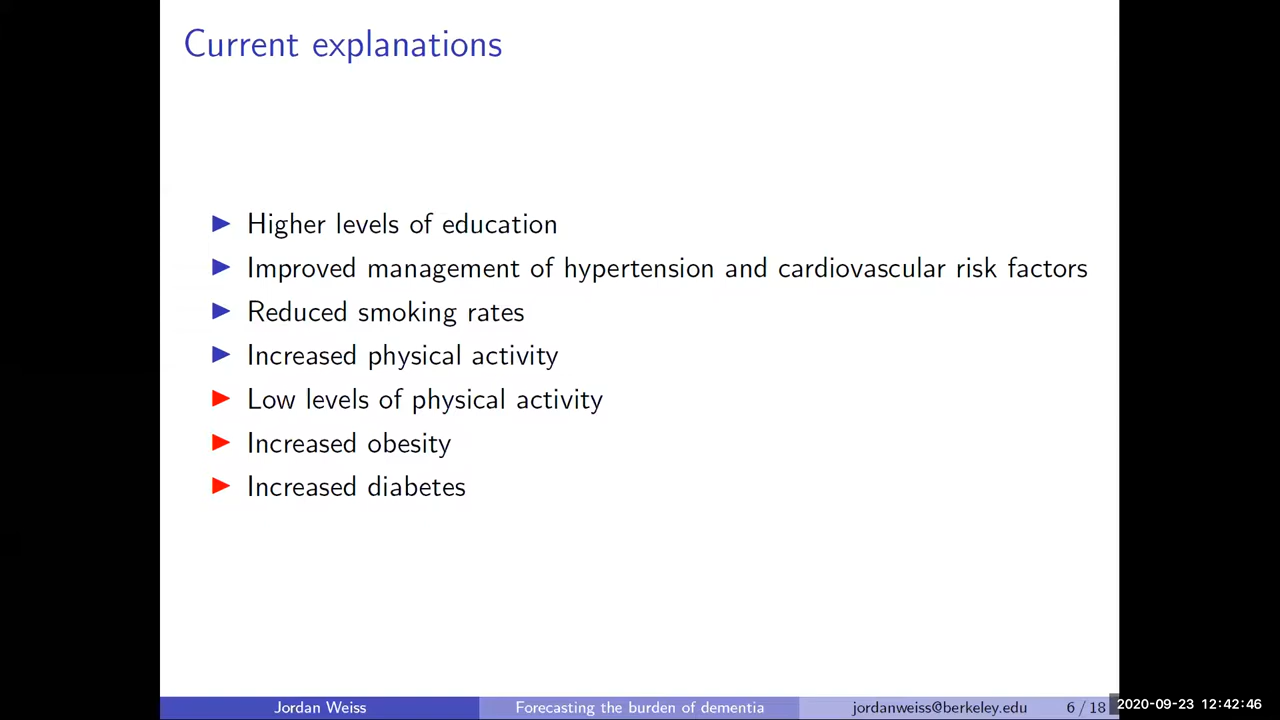 Current explanations
Higher levels of education
Improved management of hypertension and cardiovascular risk factors
Reduced smoking rates
Increased physical activity
Low levels of physical activity
Increased obesity
Increased diabetes
Jordan Weiss
Forecasting the burden of dementia
jordanweiss@berkeley.edu
6 / 18
2020-09-23 12:42:46